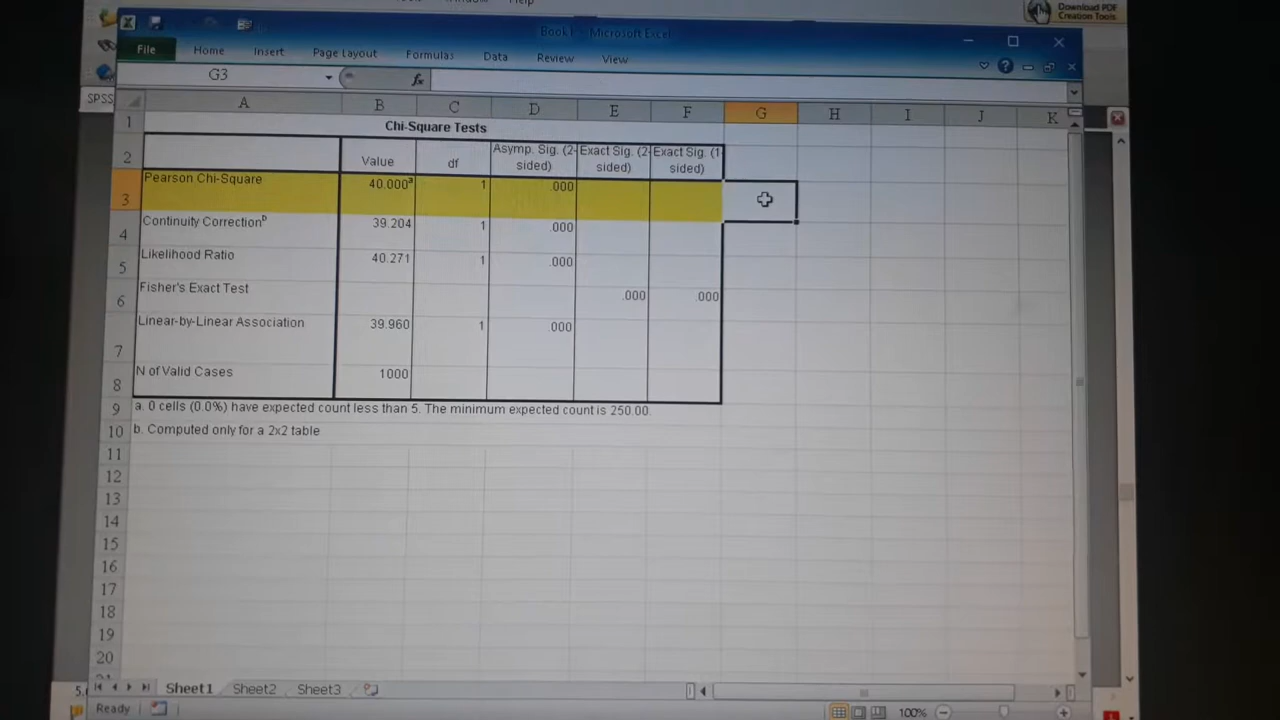 Help
Download PDF
Creation Tools
Book1 - Microsoft Excel
File Home Insert Page Layout Formulas Data Review View
G3 fx
SPSS
A B C D E F G H I J K
1 Chi-Square Tests
2 Value df Asymp. Sig. (2-sided) Exact Sig. (2-sided) Exact Sig. (1-sided)
3 Pearson Chi-Square 40.000a 1 .000
4 Continuity Correctionb 39.204 1 .000
5 Likelihood Ratio 40.271 1 .000
6 Fisher's Exact Test .000 .000
7 Linear-by-Linear Association 39.960 1 .000
8 N of Valid Cases 1000
9 a. 0 cells (0.0%) have expected count less than 5. The minimum expected count is 250.00.
10 b. Computed only for a 2x2 table
11
12
13
14
15
16
17
18
19
20
Sheet1 Sheet2 Sheet3
Ready 100%